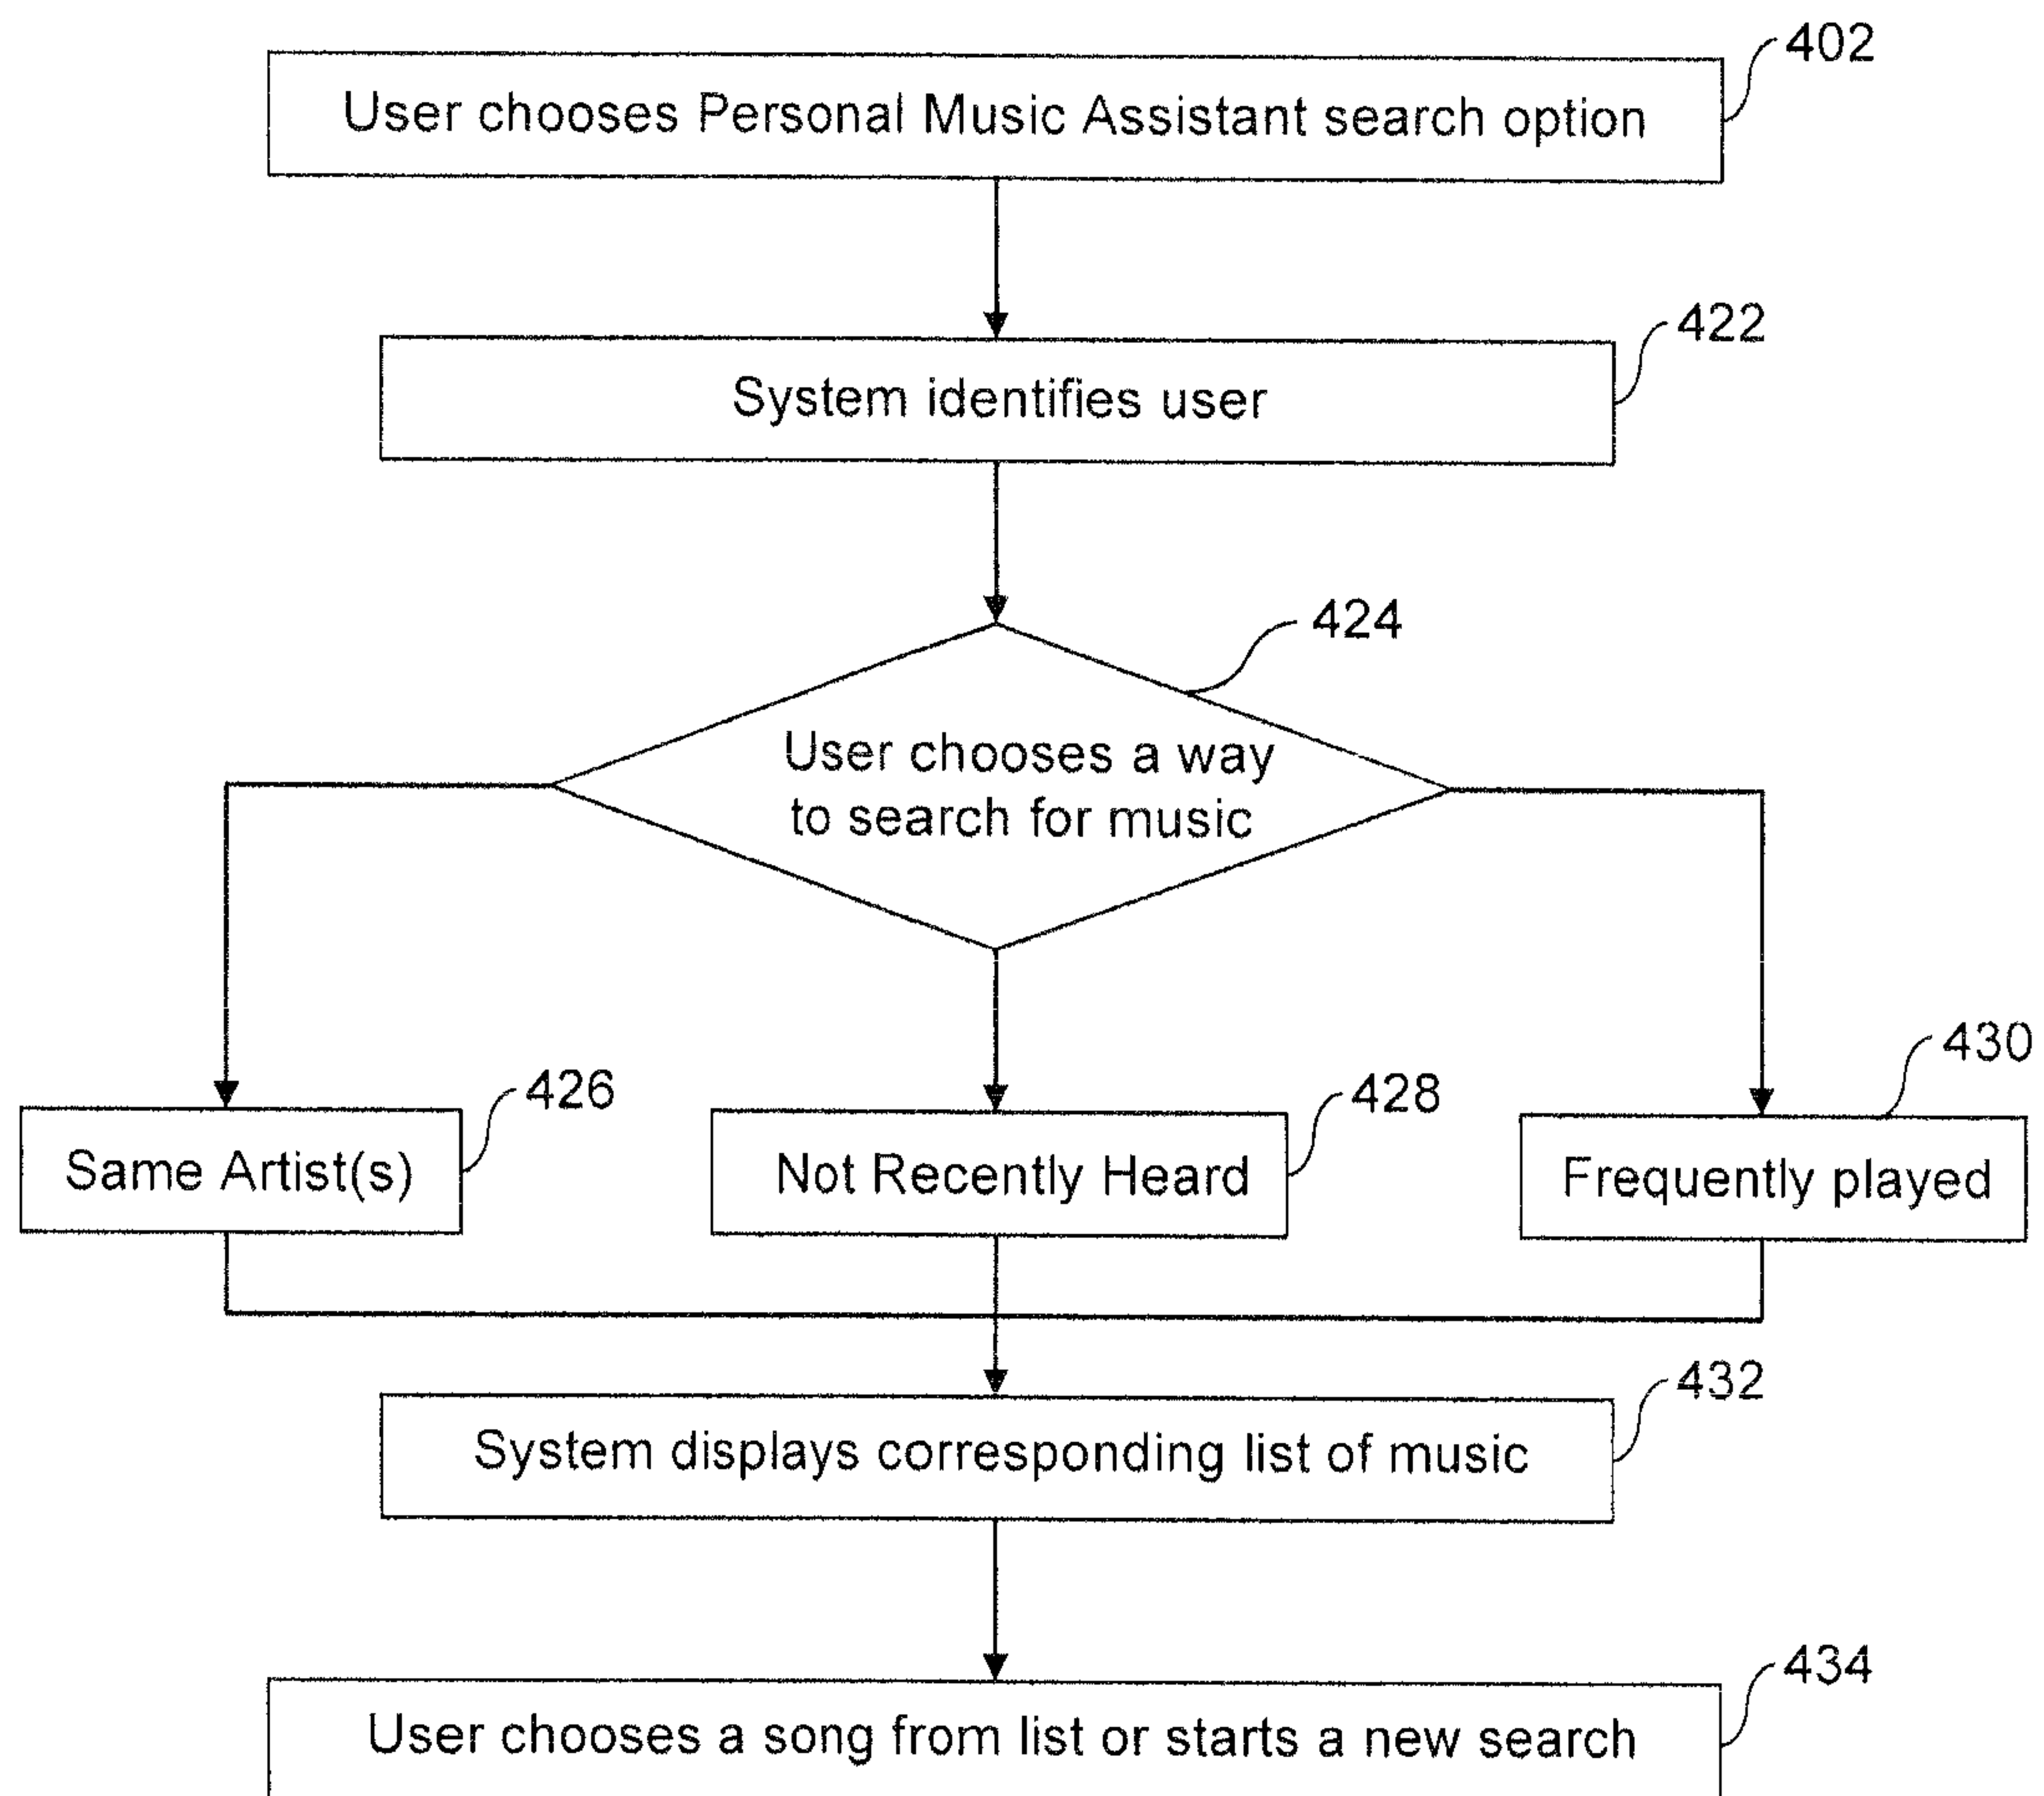 402
User chooses Personal Music Assistant search option
422
System identifies user
424
User chooses a way
to search for music
426
428
430
Same Artist(s)
Not Recently Heard
Frequently played
432
System displays corresponding list of music
434
User chooses a song from list or starts a new search